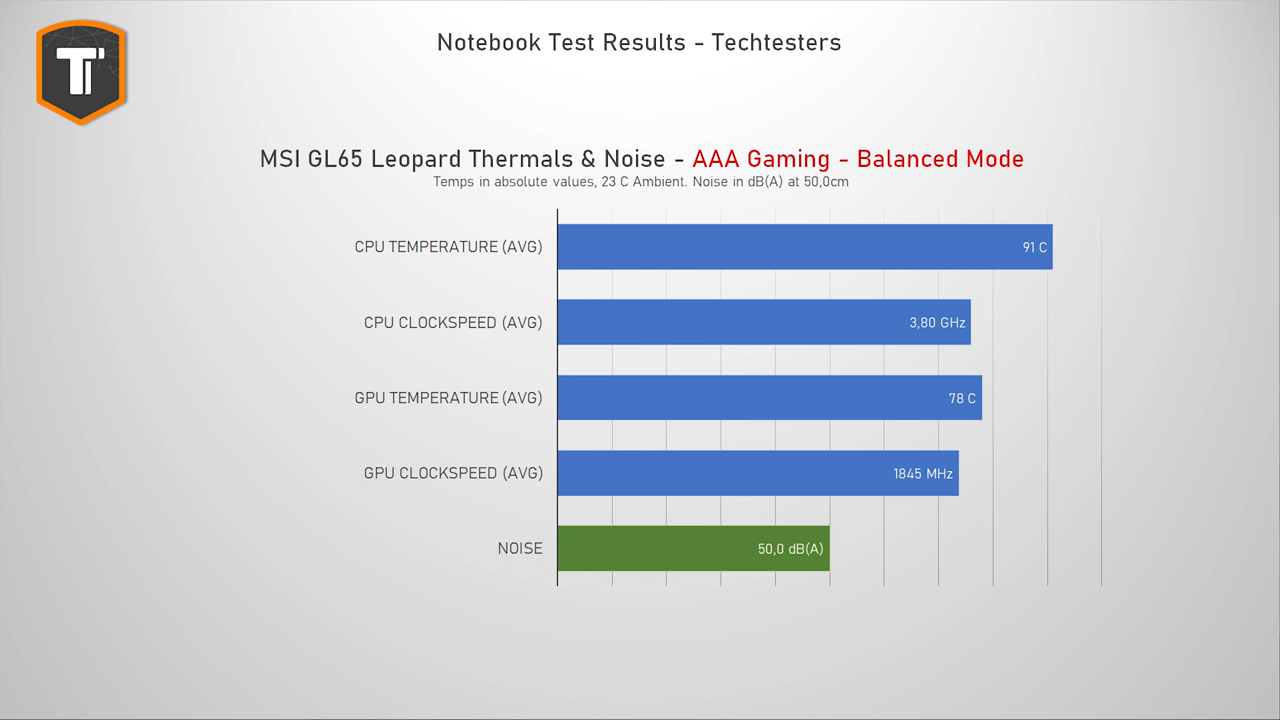 Notebook Test Results - Techtesters
MSI GL65 Leopard Thermals & Noise - AAA Gaming - Balanced Mode
Temps in absolute values, 23 C Ambient. Noise in dB(A) at 50,0cm
CPU TEMPERATURE (AVG) 91 C
CPU CLOCKSPEED (AVG) 3,80 GHz
GPU TEMPERATURE (AVG) 78 C
GPU CLOCKSPEED (AVG) 1845 MHz
NOISE 50,0 dB(A)